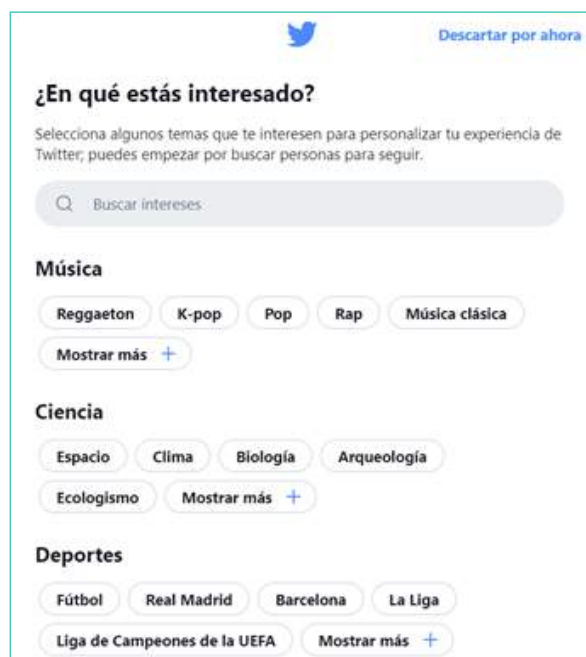 Descartar por ahora
¿En qué estás interesado?
Selecciona algunos temas que te interesen para personalizar tu experiencia de
Twitter; puedes empezar por buscar personas para seguir.
Buscar intereses
Música
Reggaeton K-pop Pop Rap Música clásica
Mostrar más +
Ciencia
Espacio Clima Biología Arqueología
Ecologismo Mostrar más +
Deportes
Fútbol Real Madrid Barcelona La Liga
Liga de Campeones de la UEFA Mostrar más +